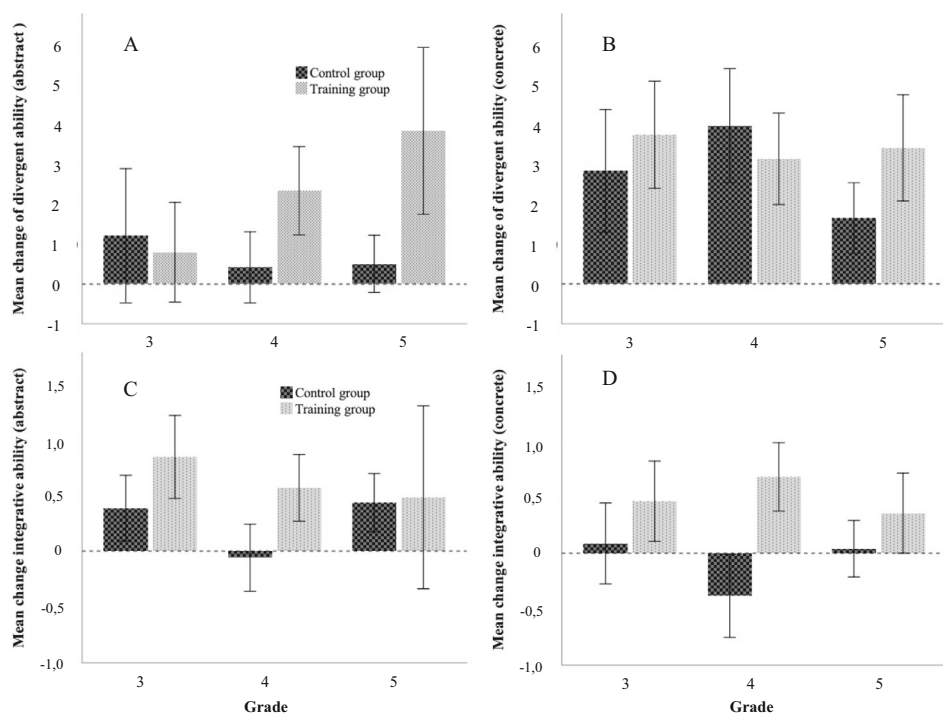 A
Mean change of divergent ability (abstract)
6
5
4
3
2
1
0
-1
Control group
Training group
3
4
5
B
Mean change of divergent ability (concrete)
6
5
4
3
2
1
0
-1
3
4
5
C
Mean change integrative ability (abstract)
1,5
1,0
0,5
0
-0,5
-1,0
Control group
Training group
3
4
5
Grade
D
Mean change integrative ability (concrete)
1,5
1,0
0,5
0
-0,5
-1,0
3
4
5
Grade